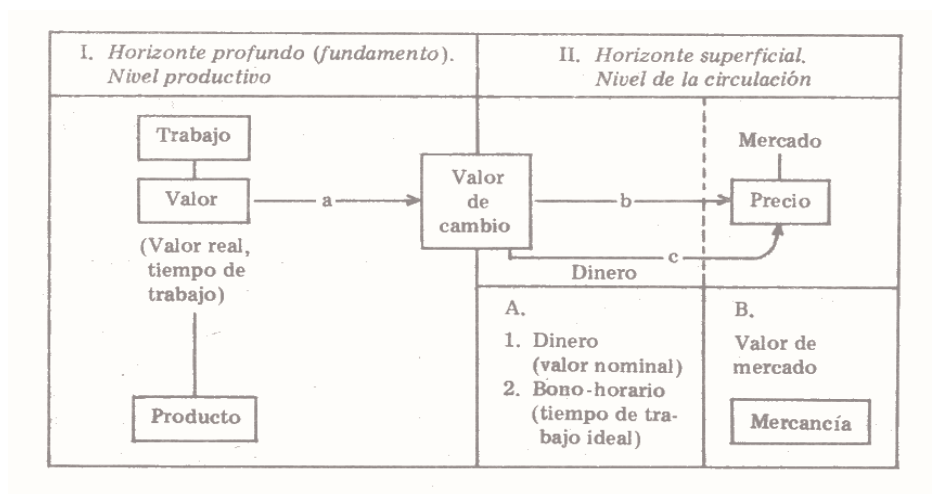 I. Horizonte profundo (fundamento).
Nivel productivo
II. Horizonte superficial.
Nivel de la circulación
Trabajo
Valor
(Valor real,
tiempo de
trabajo)
Producto
a
Valor
de
cambio
b
c
Dinero
Mercado
Precio
A.
1. Dinero
(valor nominal)
2. Bono-horario
(tiempo de tra-
bajo ideal)
B.
Valor de
mercado
Mercancía